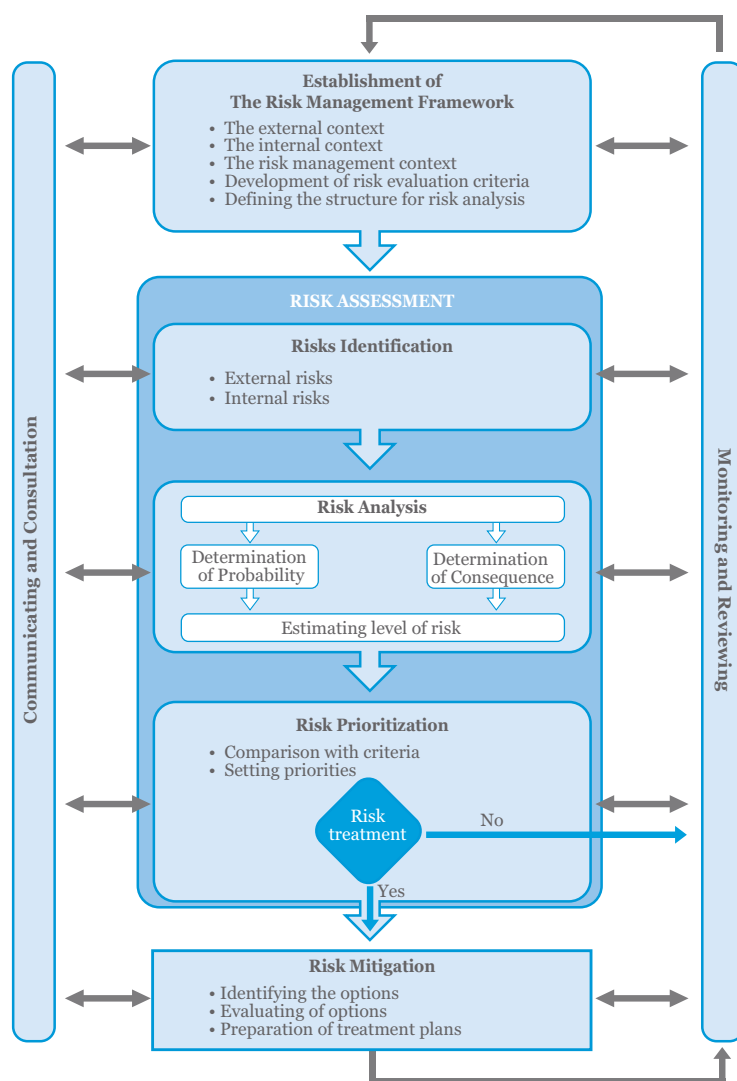 Communicating and Consultation
Establishment of
The Risk Management Framework
• The external context
• The internal context
• The risk management context
• Development of risk evaluation criteria
• Defining the structure for risk analysis
RISK ASSESSMENT
Risks Identification
• External risks
• Internal risks
Risk Analysis
Determination
of Probability
Determination
of Consequence
Estimating level of risk
Risk Prioritization
• Comparison with criteria
• Setting priorities
Risk
treatment
No
Yes
Risk Mitigation
• Identifying the options
• Evaluating of options
• Preparation of treatment plans
Monitoring and Reviewing